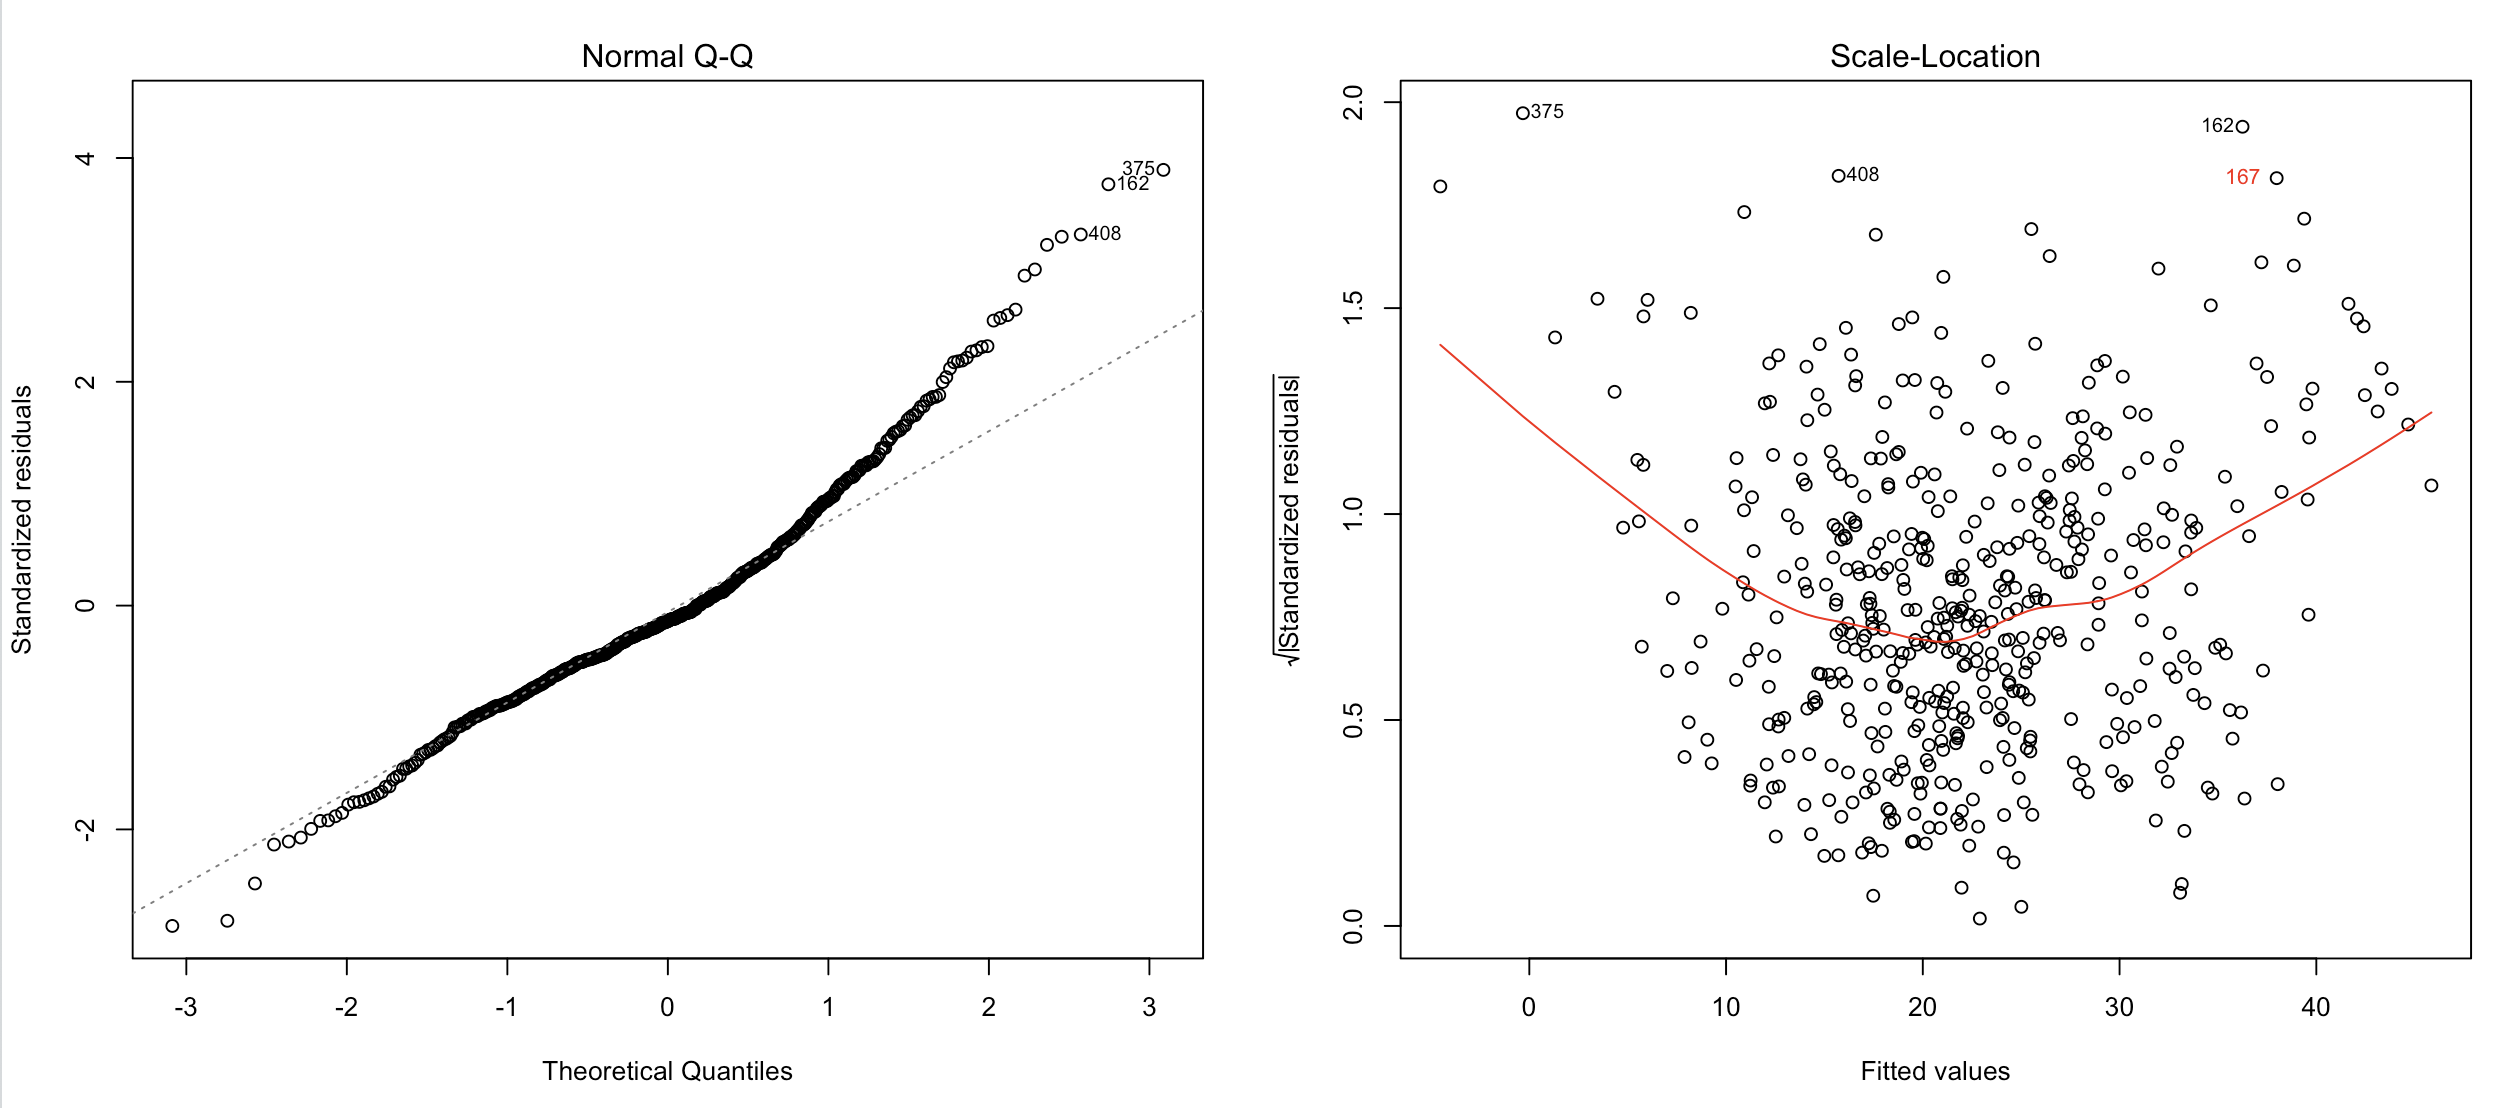 Normal Q-Q
Standardized residuals
4
2
0
-2
375
162
408
-3 -2 -1 0 1 2 3
Theoretical Quantiles
Scale-Location
√|Standardized residuals|
2.0
1.5
1.0
0.5
0.0
375
162
408
167
0 10 20 30 40
Fitted values